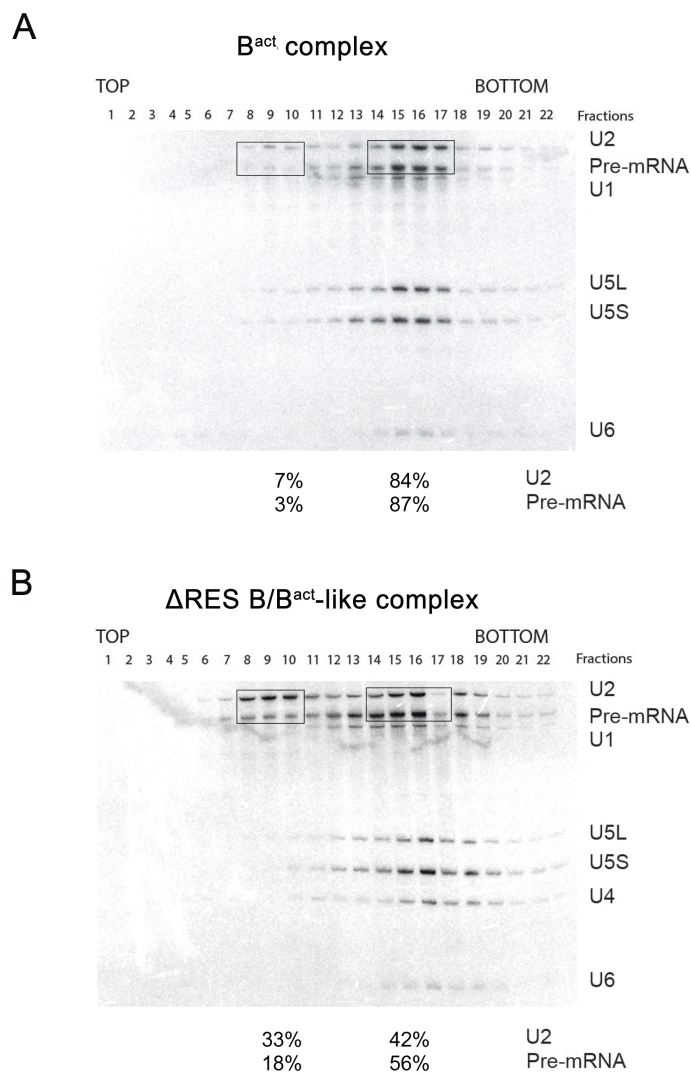 A
Bact complex
TOP BOTTOM
1 2 3 4 5 6 7 8 9 10 11 12 13 14 15 16 17 18 19 20 21 22 Fractions
U2
Pre-mRNA
U1
U5L
U5S
U6
7% 84% U2
3% 87% Pre-mRNA
B
ΔRES B/Bact-like complex
TOP BOTTOM
1 2 3 4 5 6 7 8 9 10 11 12 13 14 15 16 17 18 19 20 21 22 Fractions
U2
Pre-mRNA
U1
U5L
U5S
U4
U6
33% 42% U2
18% 56% Pre-mRNA